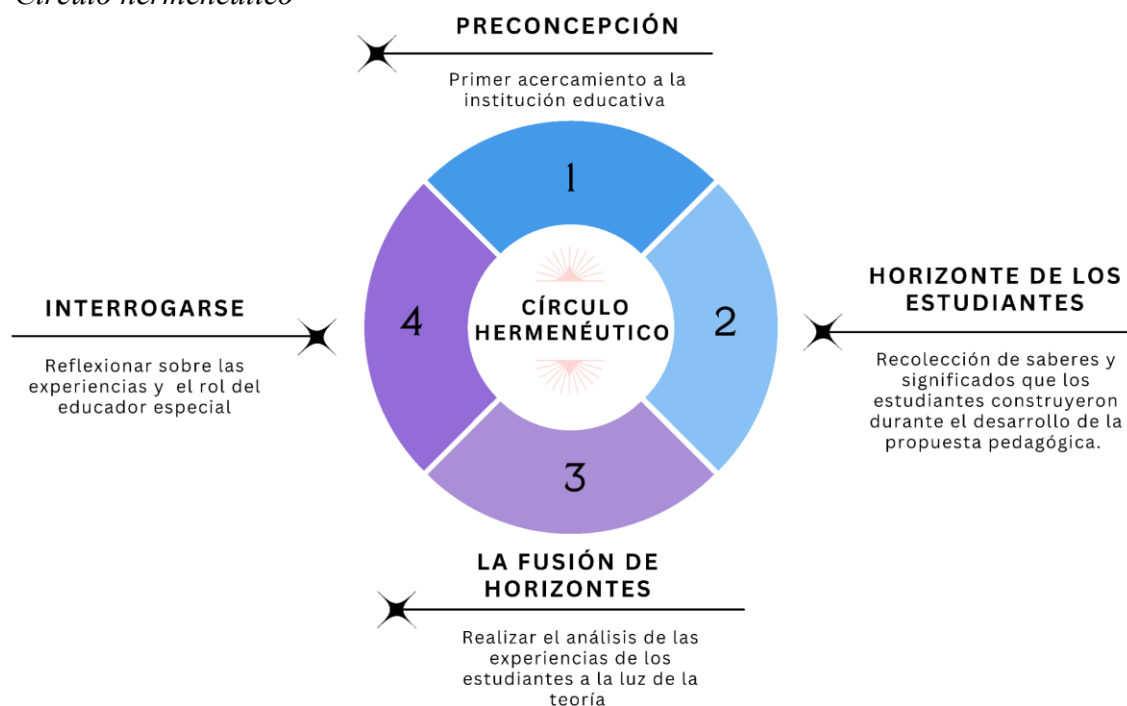 Círculo hermenéutico
PRECONCEPCIÓN
Primer acercamiento a la
institución educativa
1
HORIZONTE DE LOS
ESTUDIANTES
Recolección de saberes y
significados que los
estudiantes construyeron
durante el desarrollo de la
propuesta pedagógica.
2
CÍRCULO
HERMENÉUTICO
INTERROGARSE
Reflexionar sobre las
experiencias y el rol del
educador especial
4
3
LA FUSIÓN DE
HORIZONTES
Realizar el análisis de las
experiencias de los
estudiantes a la luz de la
teoría